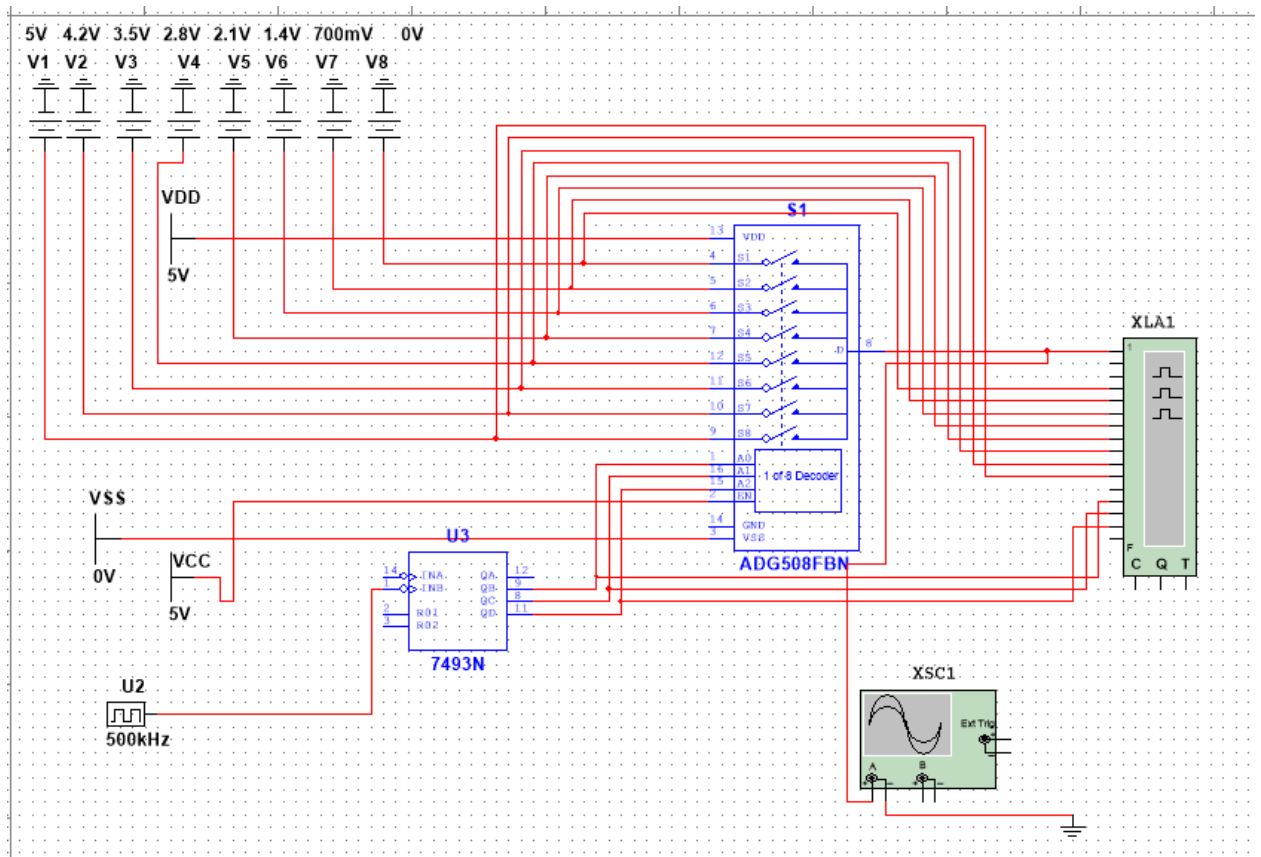 5V 4.2V 3.5V 2.8V 2.1V 1.4V 700mV 0V
V1 V2 V3 V4 V5 V6 V7 V8
VDD
5V
S1
13 VDD
4 S1
5 S2
6 S3
7 S4
12 S5
11 S6
10 S7
9 S8
D 8
1 A0
16 A1
15 A2
2 EN
1 of 8 Decoder
14 GND
3 VSS
ADG508FBN
XLA1
1
F
C Q T
VSS
0V
VCC
5V
U3
14 INA QA 12
1 INB QB 9
QC 8
2 R01 QD 11
3 R02
7493N
U2
500kHz
XSC1
Ext Trig
+
-
A B
+ - + -